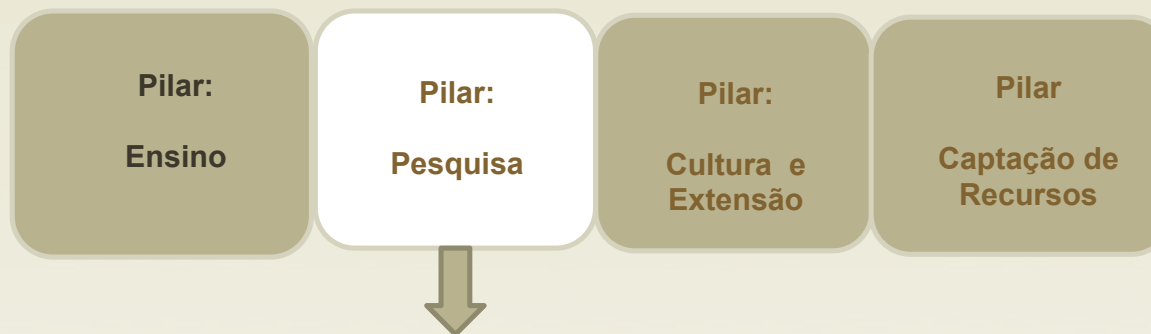 Pilar:
Ensino
Pilar:
Pesquisa
Pilar:
Cultura e
Extensão
Pilar
Captação de
Recursos